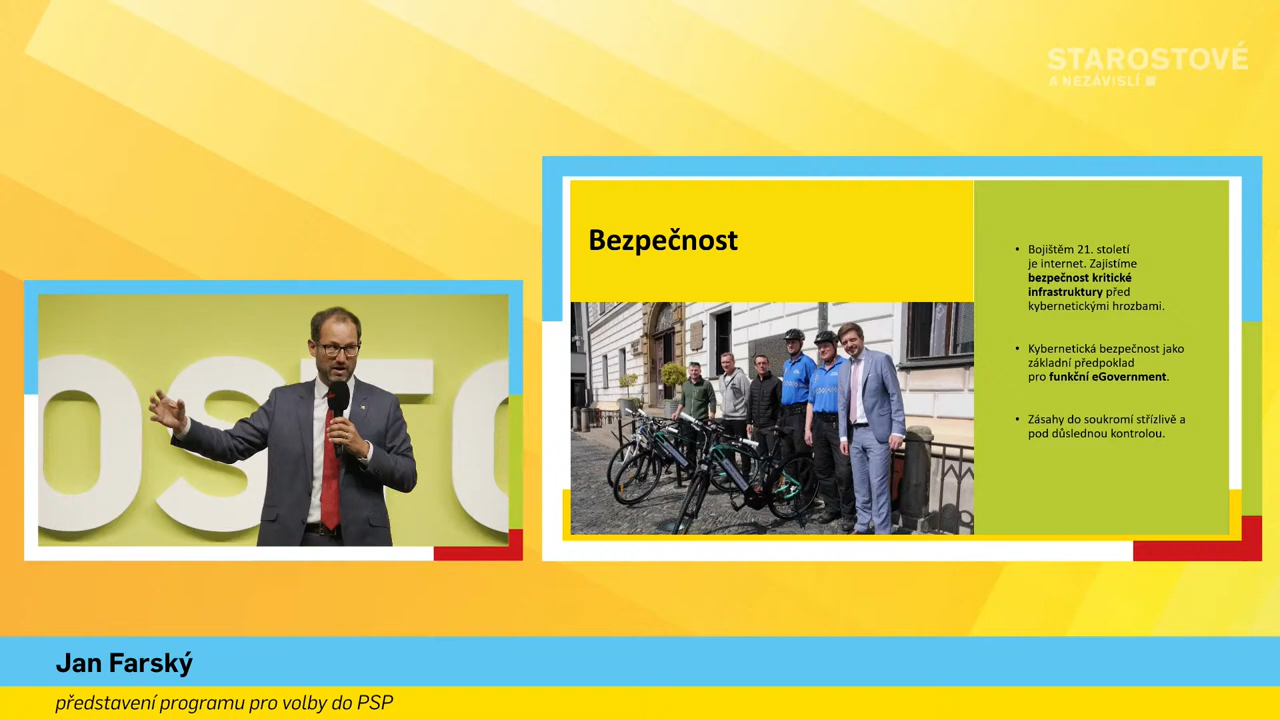 STAROSTOVÉ
A NEZÁVISLÍ
Bezpečnost
• Bojištěm 21. století
je internet. Zajistíme
bezpečnost kritické
infrastruktury před
kybernetickými hrozbami.
• Kybernetická bezpečnost jako
základní předpoklad
pro funkční eGovernment.
• Zásahy do soukromí střízlivě a
pod důslednou kontrolou.
OSTO
Jan Farský
představení programu pro volby do PSP